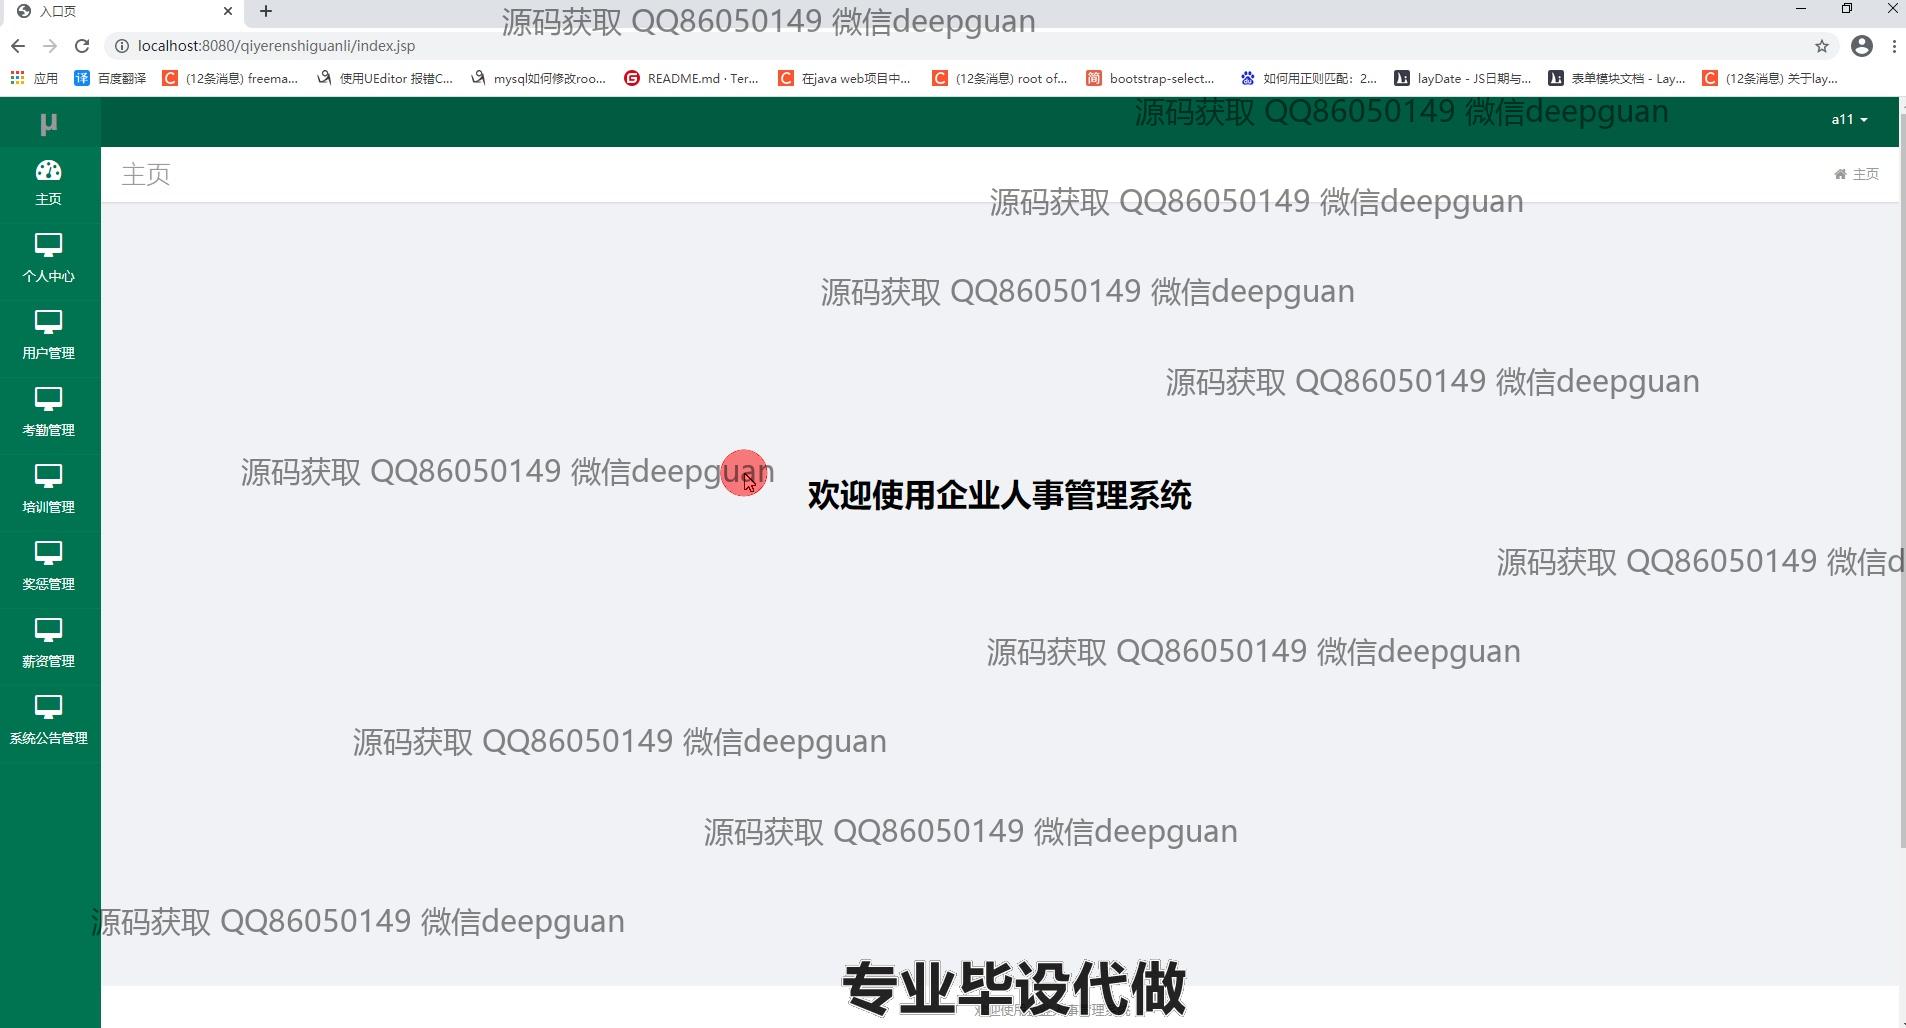 入口页
源码获取 QQ86050149 微信deepguan
localhost:8080/qiyerenshiguanli/index.jsp
应用 百度翻译 (12条消息) freema... 使用UEditor 报错C... mysql如何修改roo... README.md · Ter... 在java web项目中... (12条消息) root of... bootstrap-select... 如何用正则匹配：2... layDate - JS日期与... 表单模块文档 - Lay... (12条消息) 关于lay...
源码获取 QQ86050149 微信deepguan
μ
a11
主页
主页
主页
源码获取 QQ86050149 微信deepguan
个人中心
源码获取 QQ86050149 微信deepguan
用户管理
源码获取 QQ86050149 微信deepguan
考勤管理
源码获取 QQ86050149 微信deepguan
欢迎使用企业人事管理系统
培训管理
源码获取 QQ86050149 微信d
奖惩管理
源码获取 QQ86050149 微信deepguan
薪资管理
系统公告管理
源码获取 QQ86050149 微信deepguan
源码获取 QQ86050149 微信deepguan
源码获取 QQ86050149 微信deepguan
专业毕设代做